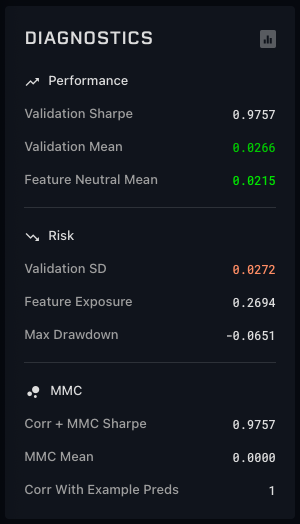 DIAGNOSTICS
Performance
Validation Sharpe 0.9757
Validation Mean 0.0266
Feature Neutral Mean 0.0215
Risk
Validation SD 0.0272
Feature Exposure 0.2694
Max Drawdown -0.0651
MMC
Corr + MMC Sharpe 0.9757
MMC Mean 0.0000
Corr With Example Preds 1